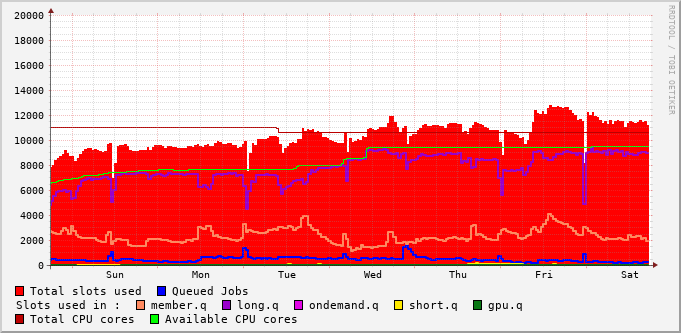 RRDTOOL / TOBI OETIKER
20000
18000
16000
14000
12000
10000
8000
6000
4000
2000
0
Sun Mon Tue Wed Thu Fri Sat
Total slots used Queued Jobs
Slots used in : member.q long.q ondemand.q short.q gpu.q
Total CPU cores Available CPU cores